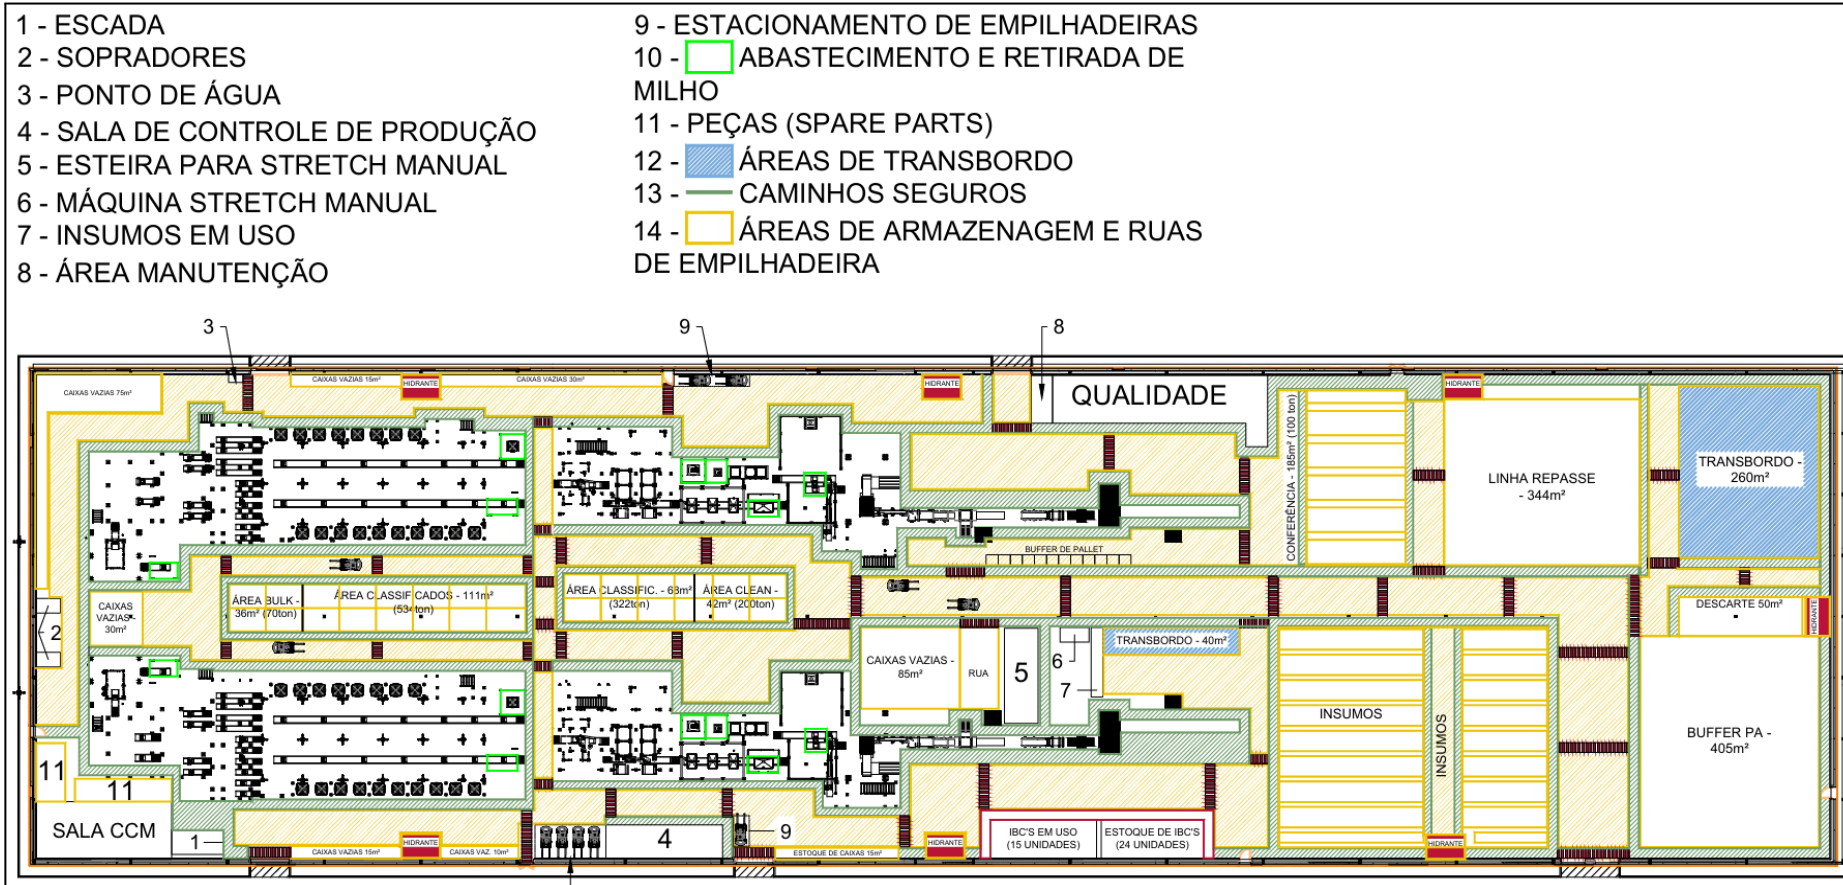 1 - ESCADA
2 - SOPRADORES
3 - PONTO DE ÁGUA
4 - SALA DE CONTROLE DE PRODUÇÃO
5 - ESTEIRA PARA STRETCH MANUAL
6 - MÁQUINA STRETCH MANUAL
7 - INSUMOS EM USO
8 - ÁREA MANUTENÇÃO
9 - ESTACIONAMENTO DE EMPILHADEIRAS
10 - ABASTECIMENTO E RETIRADA DE
MILHO
11 - PEÇAS (SPARE PARTS)
12 - ÁREAS DE TRANSBORDO
13 - CAMINHOS SEGUROS
14 - ÁREAS DE ARMAZENAGEM E RUAS
DE EMPILHADEIRA
3
9
8
CAIXAS VAZIAS 75m²
CAIXAS VAZIAS 15m²
HIDRANTE
CAIXAS VAZIAS 30m²
HIDRANTE
QUALIDADE
HIDRANTE
CONFERÊNCIA - 185m² (100 ton)
LINHA REPASSE
- 344m²
TRANSBORDO -
260m²
BUFFER DE PALLET
2
CAIXAS
VAZIAS -
30m²
ÁREA BULK -
36m² (70ton)
ÁREA CLASSIFICADOS - 111m²
(534ton)
ÁREA CLASSIFIC. - 63m²
(322ton)
ÁREA CLEAN -
42m² (200ton)
DESCARTE 50m²
HIDRANTE
CAIXAS VAZIAS -
85m²
RUA
5
6
7
TRANSBORDO - 40m²
INSUMOS
INSUMOS
BUFFER PA -
405m²
11
11
SALA CCM
1
CAIXAS VAZIAS 15m²
HIDRANTE
CAIXAS VAZ. 10m²
4
9
ESTOQUE DE CAIXAS 15m²
HIDRANTE
IBC'S EM USO
(15 UNIDADES)
ESTOQUE DE IBC'S
(24 UNIDADES)
HIDRANTE